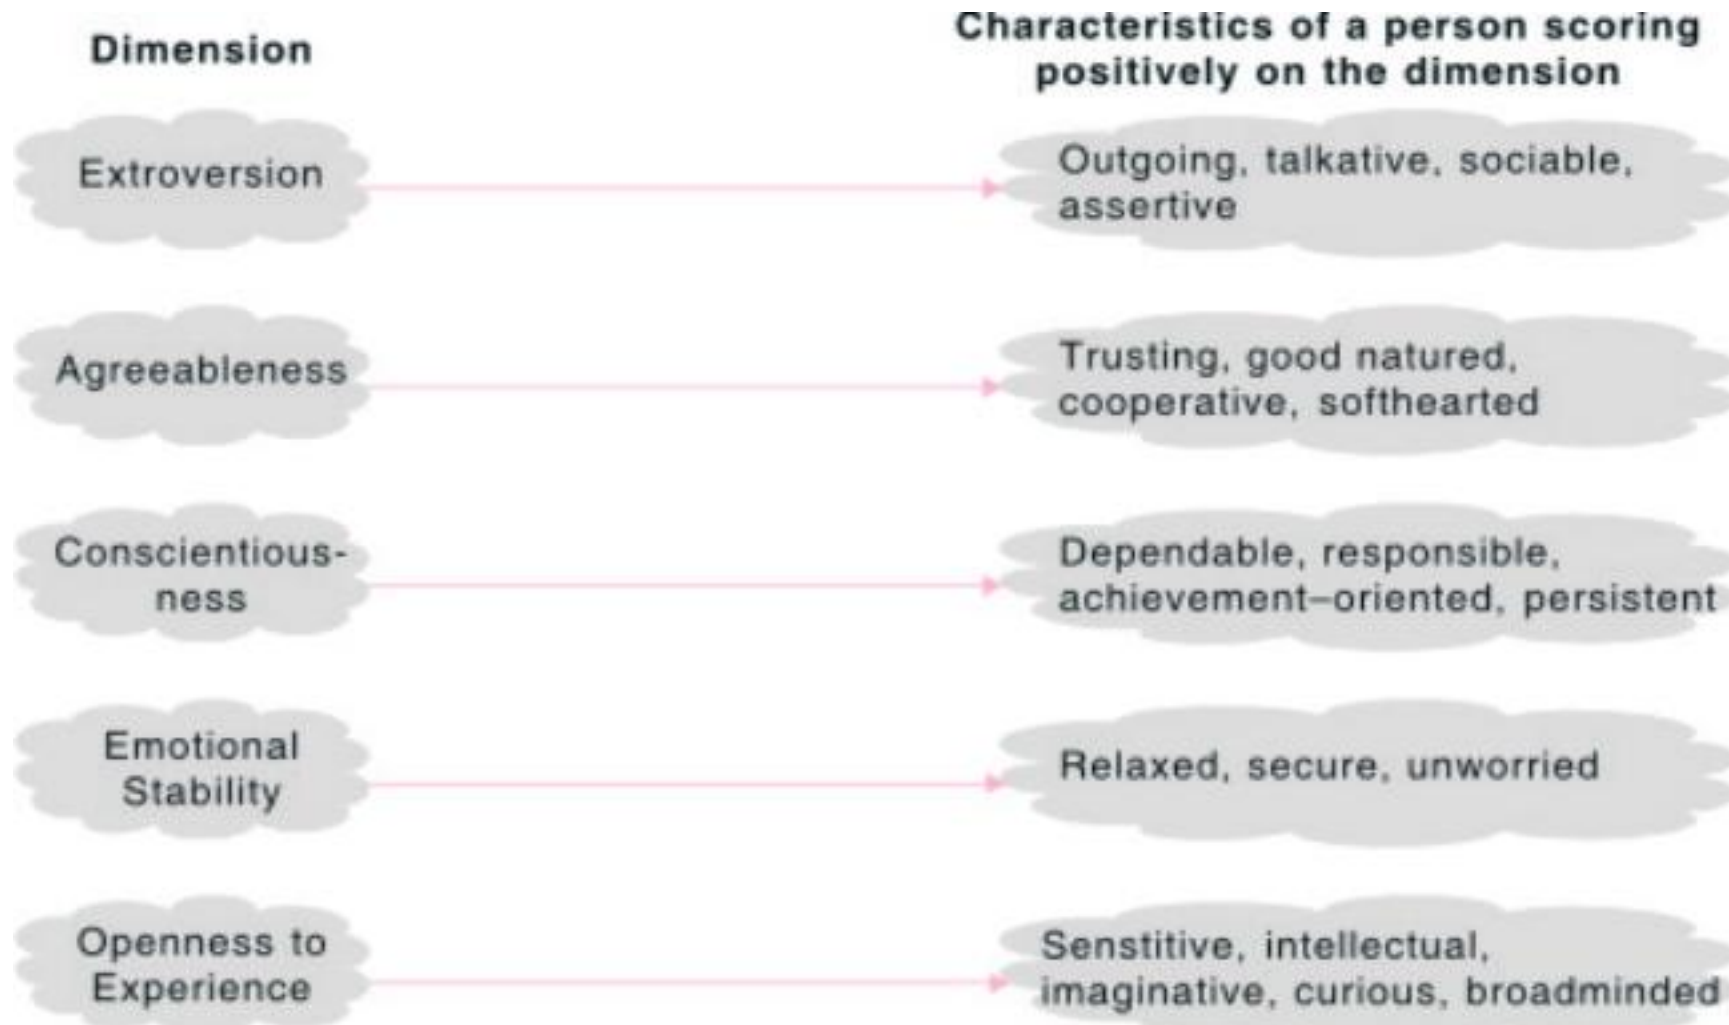 Dimension
Characteristics of a person scoring
positively on the dimension
Extroversion
Outgoing, talkative, sociable,
assertive
Agreeableness
Trusting, good natured,
cooperative, softhearted
Conscientious-
ness
Dependable, responsible,
achievement–oriented, persistent
Emotional
Stability
Relaxed, secure, unworried
Openness to
Experience
Senstitive, intellectual,
imaginative, curious, broadminded